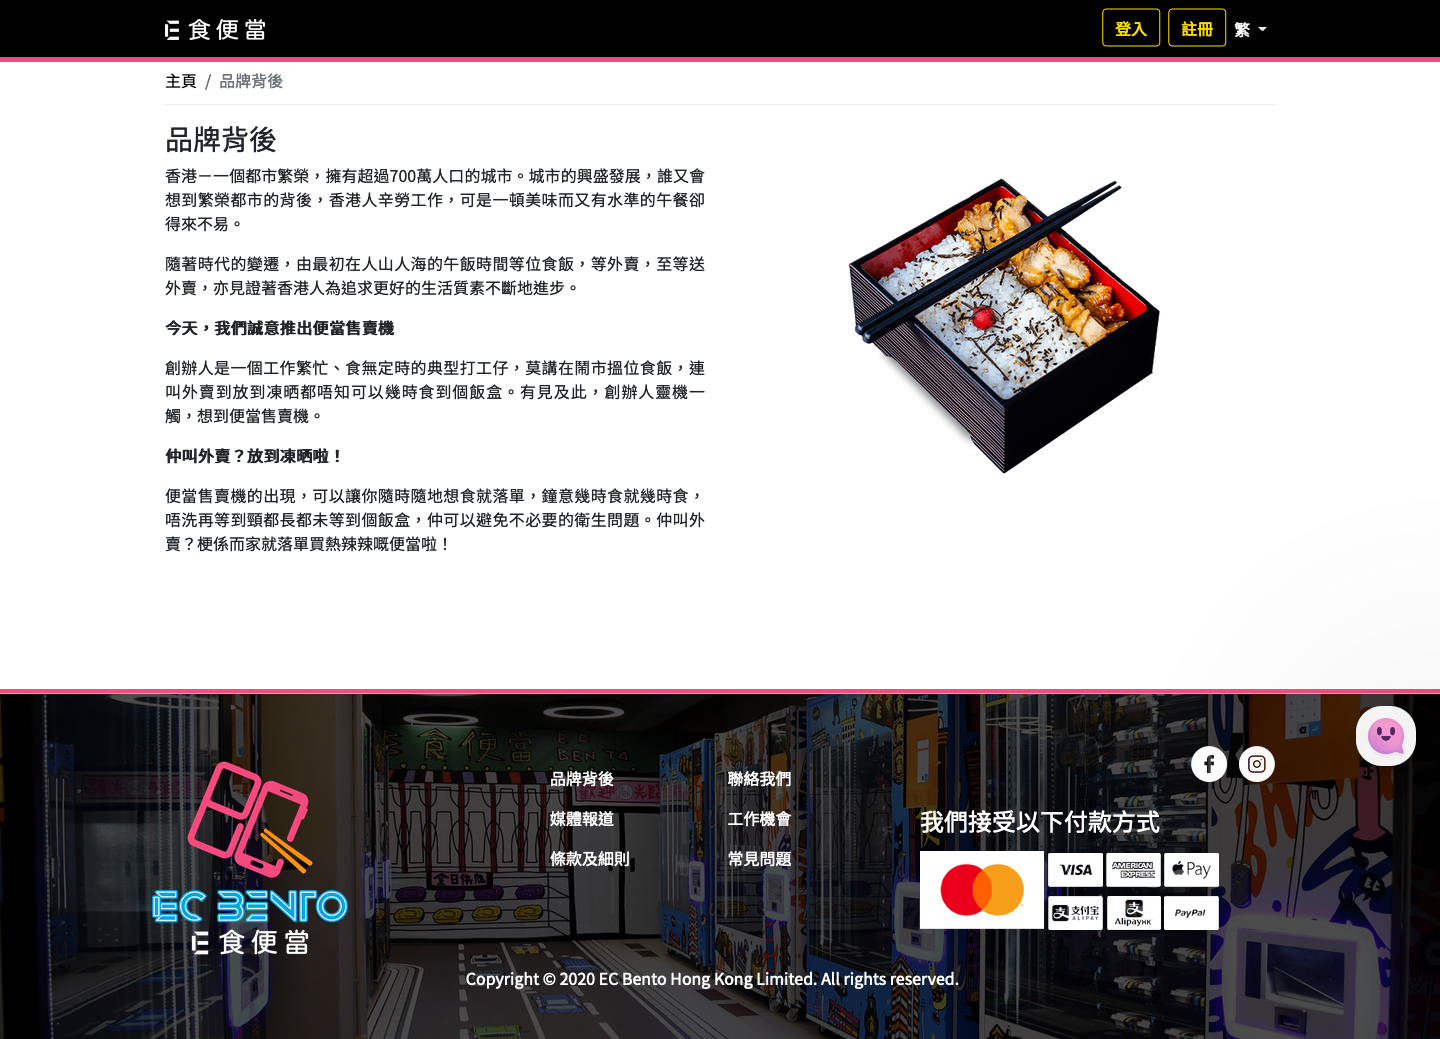 E 食便當
登入 註冊 繁
主頁 / 品牌背後
品牌背後
香港－一個都市繁榮，擁有超過700萬人口的城市。城市的興盛發展，誰又會
想到繁榮都市的背後，香港人辛勞工作，可是一頓美味而又有水準的午餐卻
得來不易。
隨著時代的變遷，由最初在人山人海的午飯時間等位食飯，等外賣，至等送
外賣，亦見證著香港人為追求更好的生活質素不斷地進步。
今天，我們誠意推出便當售賣機
創辦人是一個工作繁忙、食無定時的典型打工仔，莫講在鬧市搵位食飯，連
叫外賣到放到凍晒都唔知可以幾時食到個飯盒。有見及此，創辦人靈機一
觸，想到便當售賣機。
仲叫外賣？放到凍晒啦！
便當售賣機的出現，可以讓你隨時隨地想食就落單，鐘意幾時食就幾時食，
唔洗再等到頸都長都未等到個飯盒，仲可以避免不必要的衛生問題。仲叫外
賣？梗係而家就落單買熱辣辣嘅便當啦！
食便當
EC
BENTO
今日供應
EC BENTO
E 食便當
品牌背後
媒體報道
條款及細則
聯絡我們
工作機會
常見問題
我們接受以下付款方式
VISA
AMERICAN EXPRESS
Pay
支付宝 ALIPAY
AlipayHK
PayPal
Copyright © 2020 EC Bento Hong Kong Limited. All rights reserved.